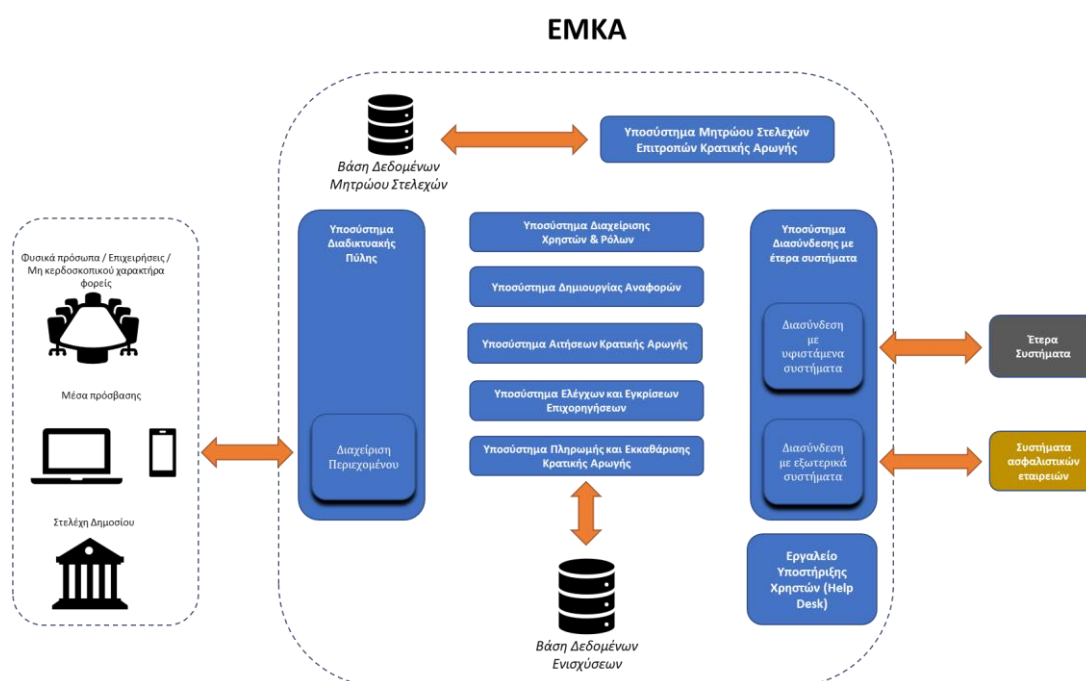 ΕΜΚΑ
Βάση Δεδομένων
Μητρώου Στελεχών
Υποσύστημα Μητρώου Στελεχών
Επιτροπών Κρατικής Αρωγής
Φυσικά πρόσωπα / Επιχειρήσεις /
Μη κερδοσκοπικού χαρακτήρα
φορείς
Μέσα πρόσβασης
Στελέχη Δημοσίου
Υποσύστημα
Διαδικτυακής
Πύλης
Διαχείριση
Περιεχομένου
Υποσύστημα Διαχείρισης
Χρηστών & Ρόλων
Υποσύστημα Δημιουργίας Αναφορών
Υποσύστημα Αιτήσεων Κρατικής Αρωγής
Υποσύστημα Ελέγχων και Εγκρίσεων
Επιχορηγήσεων
Υποσύστημα Πληρωμής και Εκκαθάρισης
Κρατικής Αρωγής
Βάση Δεδομένων
Ενισχύσεων
Υποσύστημα
Διασύνδεσης με
έτερα συστήματα
Διασύνδεση
με
υφιστάμενα
συστήματα
Διασύνδεση
με εξωτερικά
συστήματα
Εργαλείο
Υποστήριξης
Χρηστών (Help
Desk)
Έτερα
Συστήματα
Συστήματα
ασφαλιστικών
εταιρειών